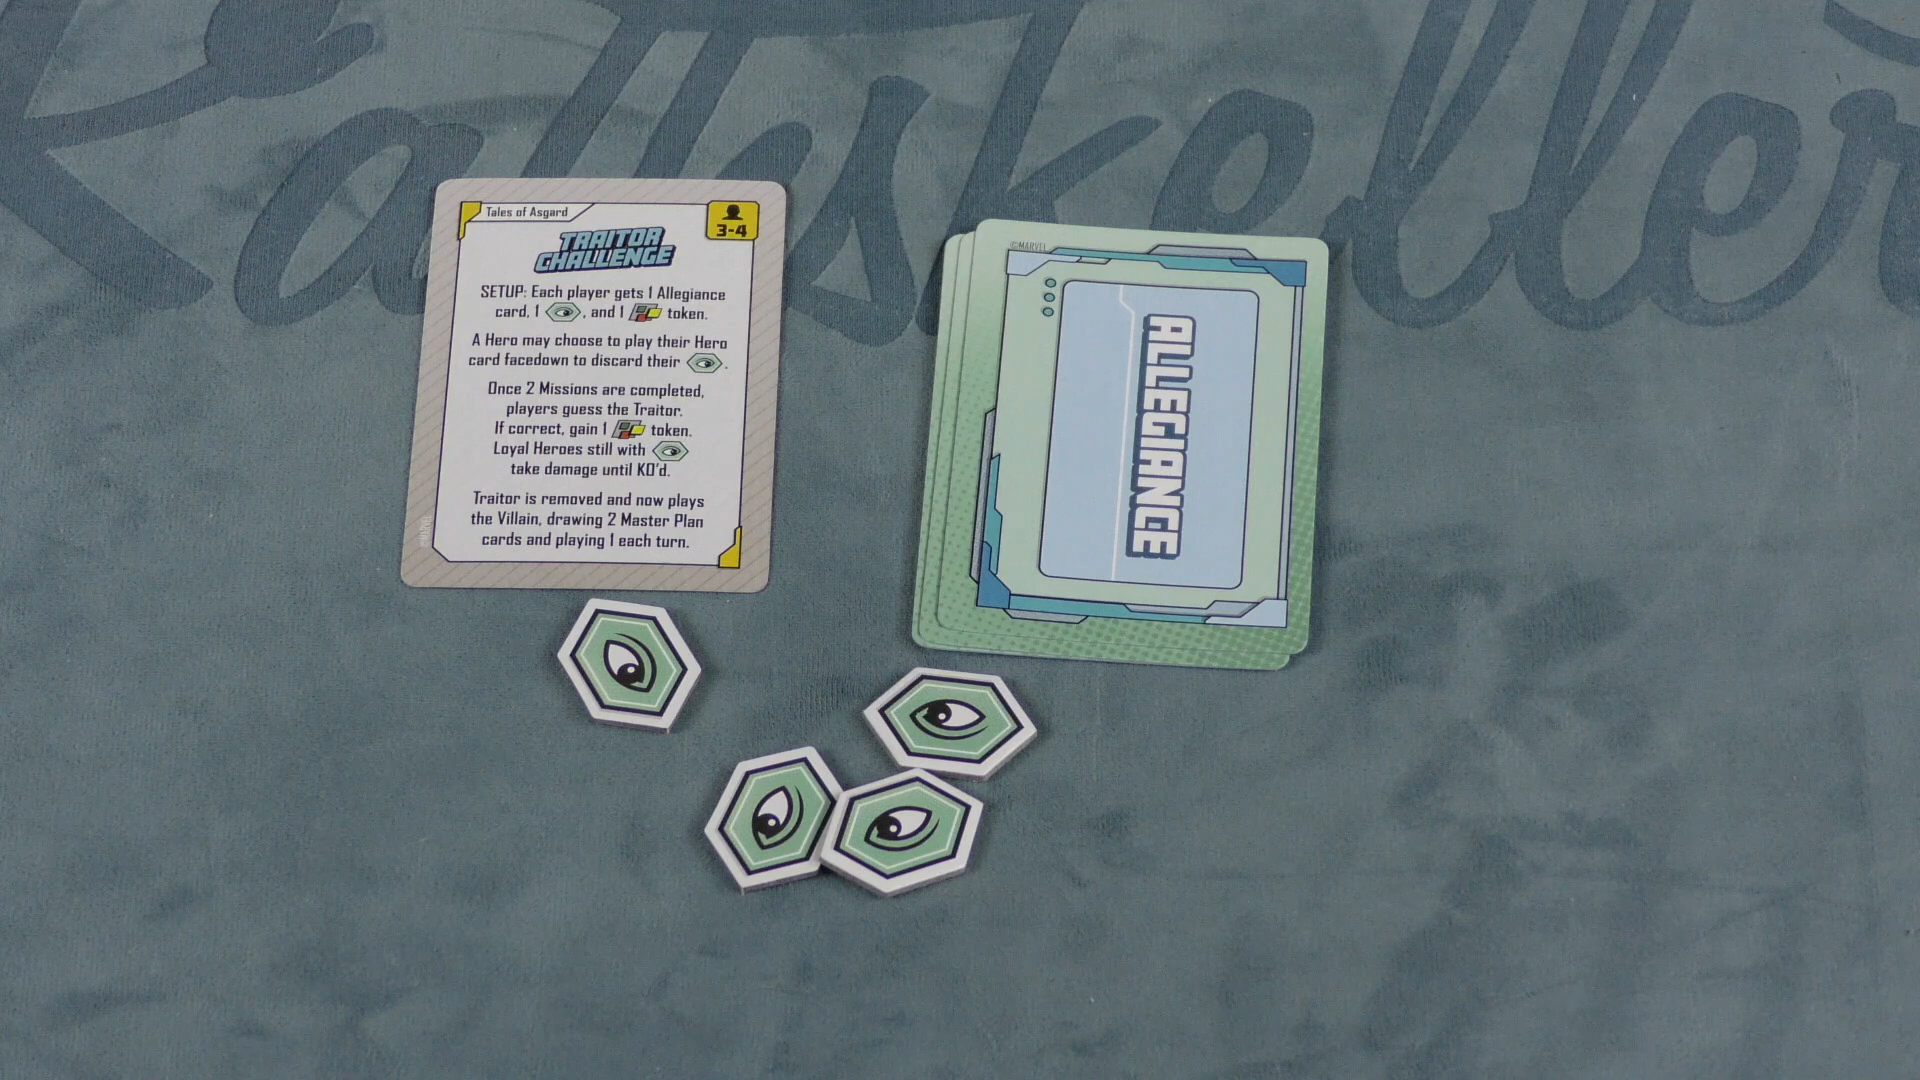 Kallskeller
Tales of Asgard
3-4
TRAITOR
CHALLENGE
SETUP: Each player gets 1 Allegiance
card, 1 , and 1 token.
A Hero may choose to play their Hero
card facedown to discard their .
Once 2 Missions are completed,
players guess the Traitor.
If correct, gain 1 token.
Loyal Heroes still with
take damage until KO'd.
Traitor is removed and now plays
the Villain, drawing 2 Master Plan
cards and playing 1 each turn.
©MARVEL
©MARVEL
ALLEGIANCE